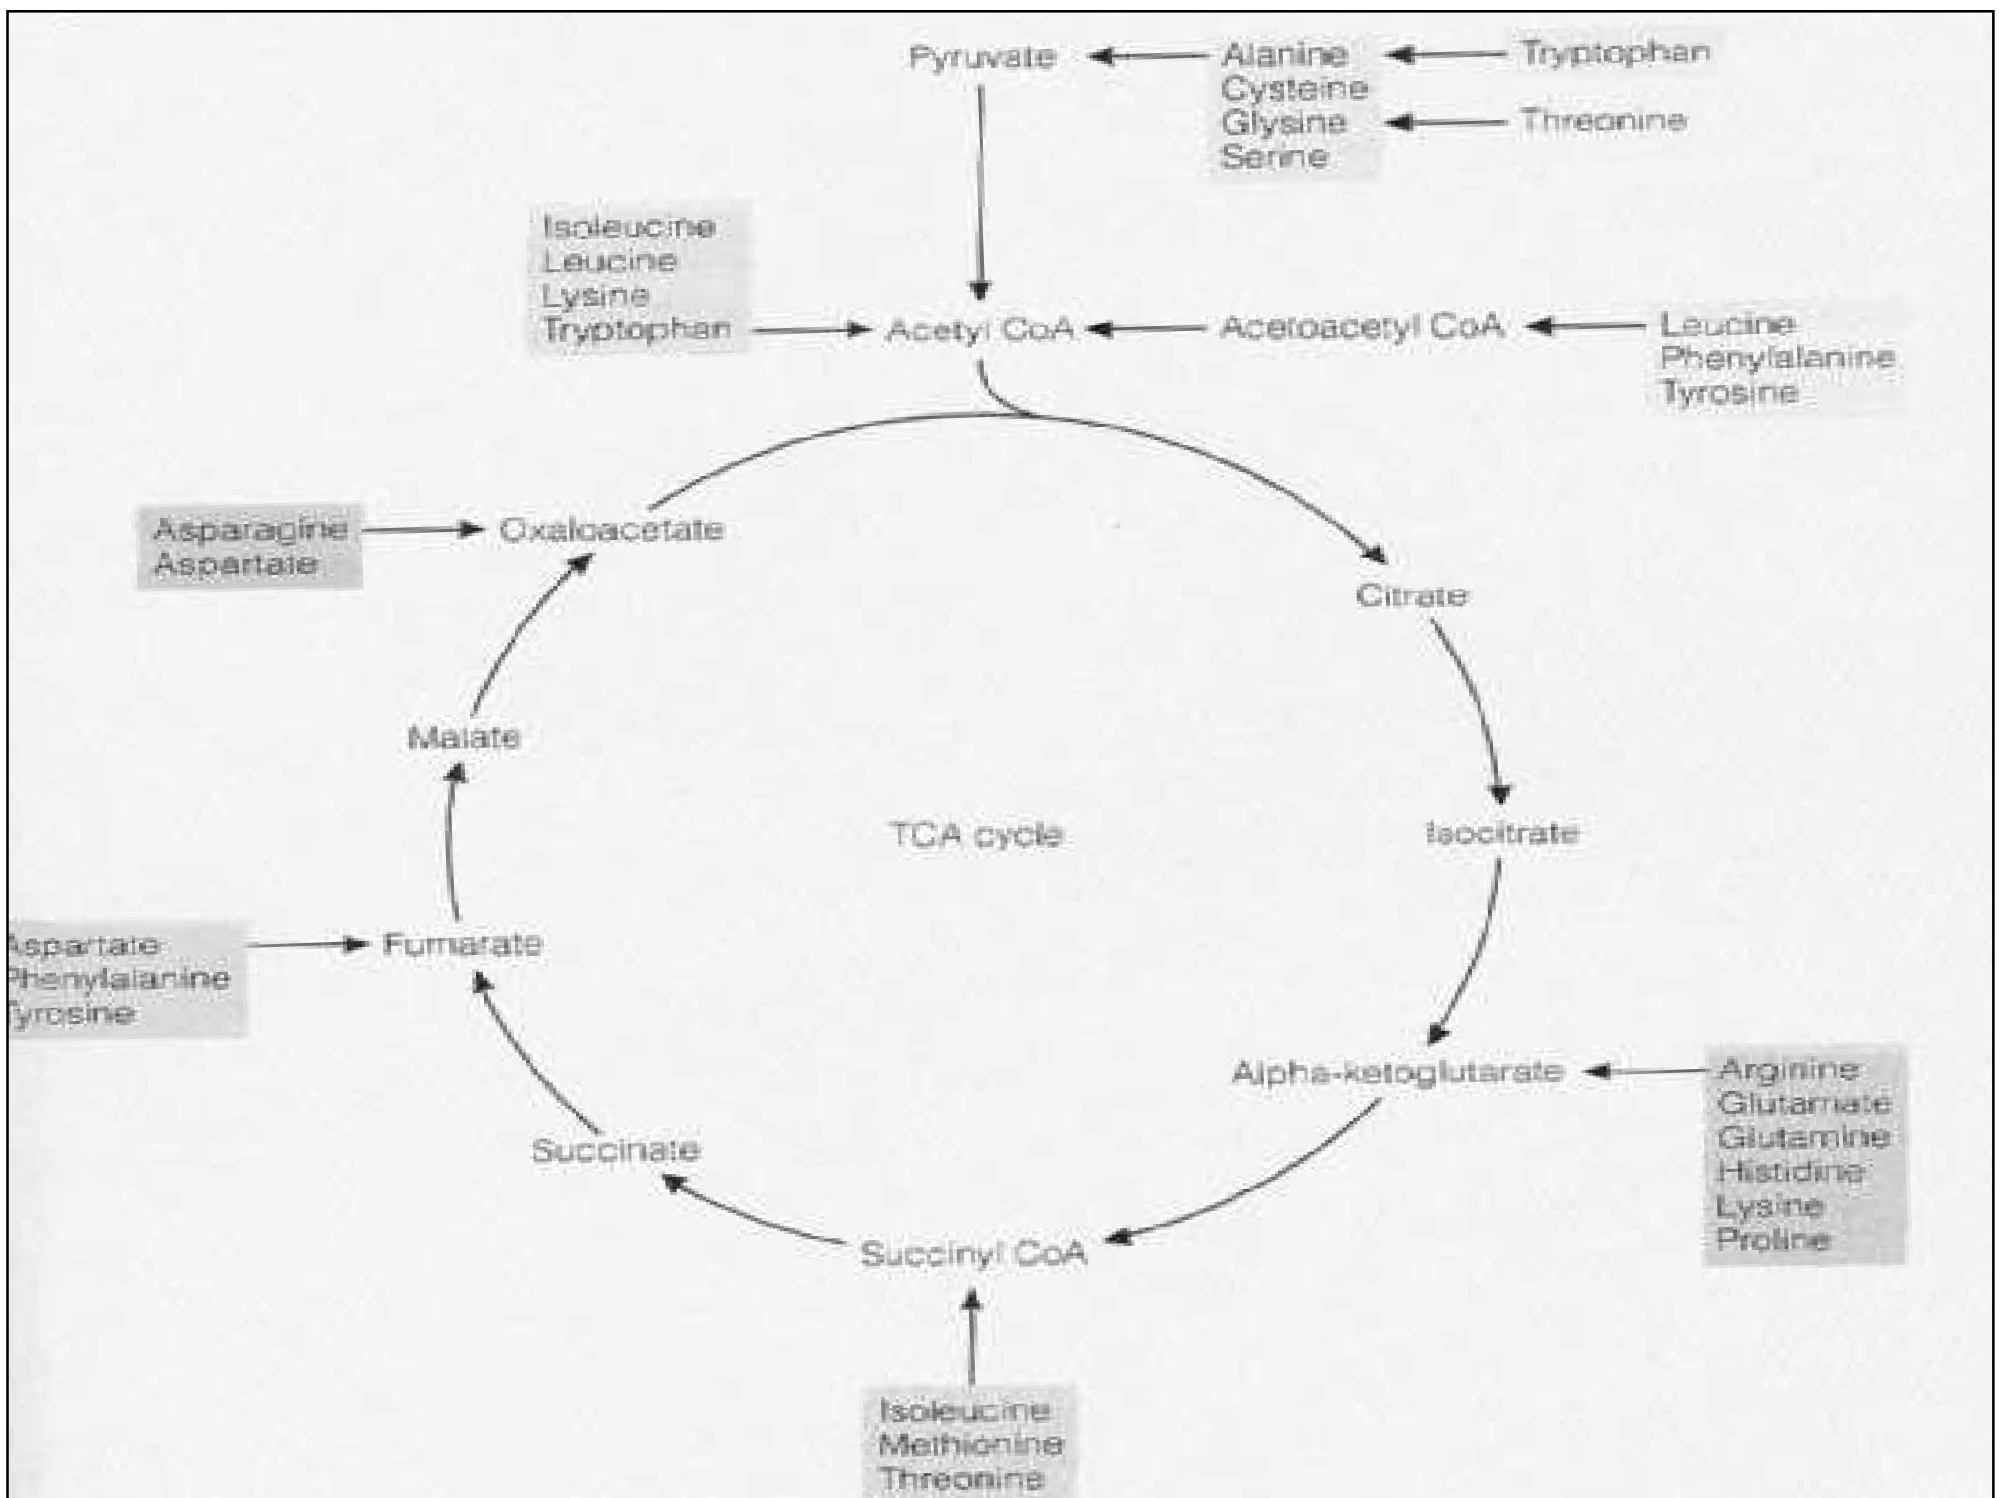 Pyruvate
Alanine
Cysteine
Glysine
Serine
Tryptophan
Threonine
Isoleucine
Leucine
Lysine
Tryptophan
Acetyl CoA
Acetoacetyl CoA
Leucine
Phenylalanine
Tyrosine
Asparagine
Aspartate
Oxaloacetate
Citrate
Malate
TCA cycle
Isocitrate
Aspartate
Phenylalanine
Tyrosine
Fumarate
Alpha-ketoglutarate
Arginine
Glutamate
Glutamine
Histidine
Lysine
Proline
Succinate
Succinyl CoA
Isoleucine
Methionine
Threonine